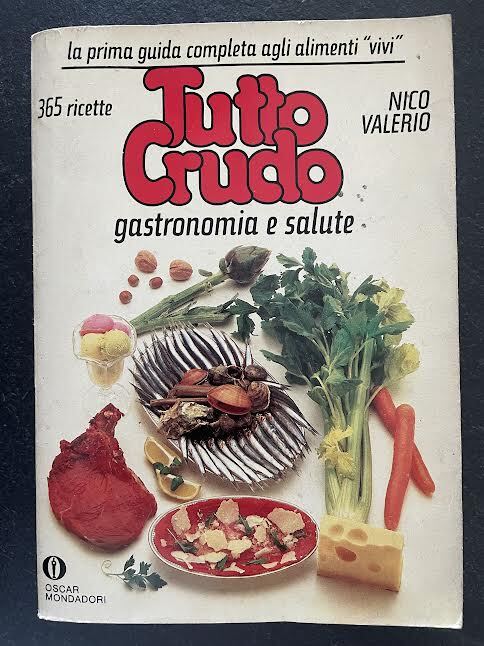 la prima guida completa agli alimenti "vivi"
365 ricette
Tutto
Crudo
NICO
VALERIO
gastronomia e salute
OSCAR
MONDADORI